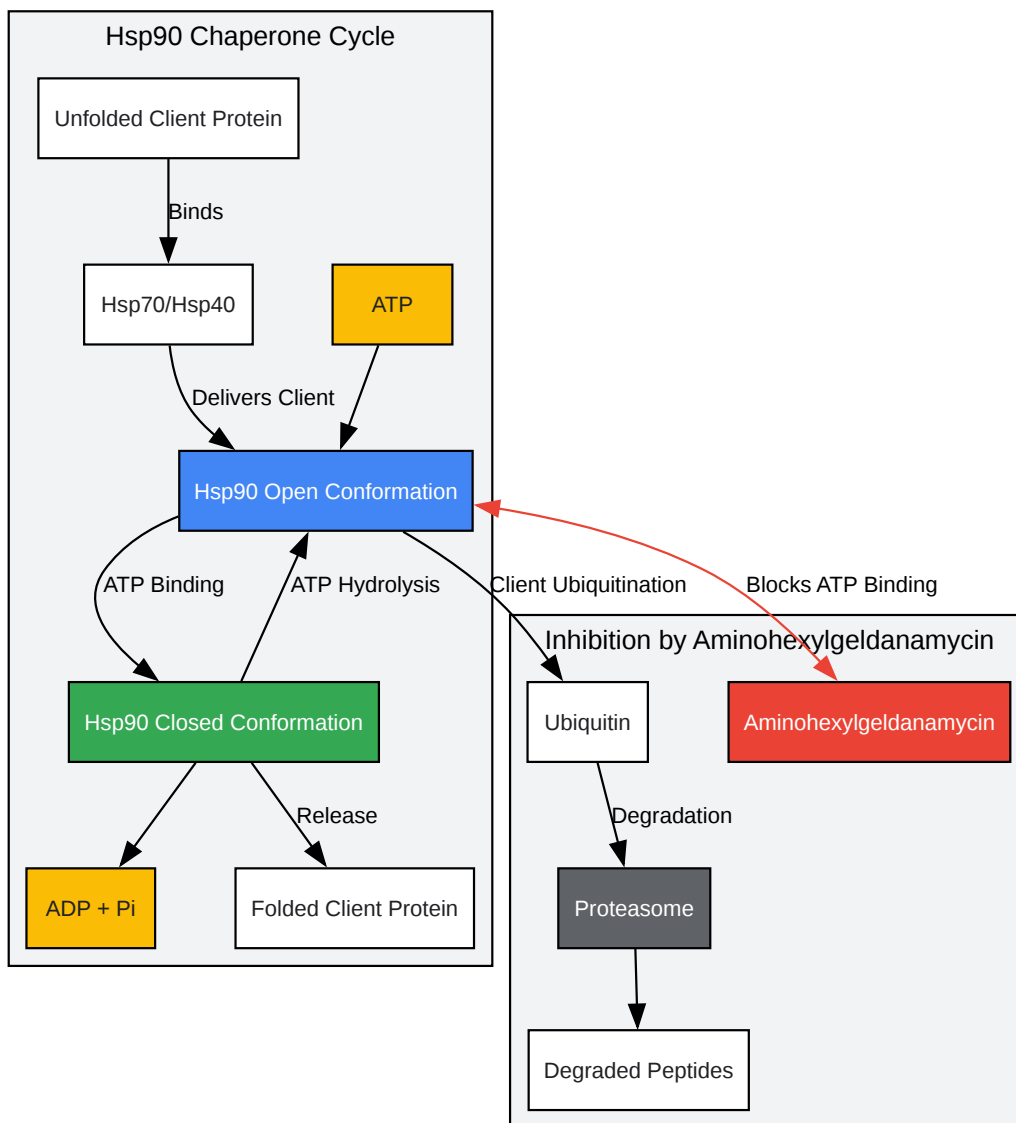 Hsp90 Chaperone Cycle
Unfolded Client Protein
Binds
Hsp70/Hsp40
ATP
Delivers Client
Hsp90 Open Conformation
ATP Binding
ATP Hydrolysis
Client Ubiquitination
Blocks ATP Binding
Inhibition by Aminohexylgeldanamycin
Hsp90 Closed Conformation
Ubiquitin
Aminohexylgeldanamycin
Release
Degradation
ADP + Pi
Folded Client Protein
Proteasome
Degraded Peptides